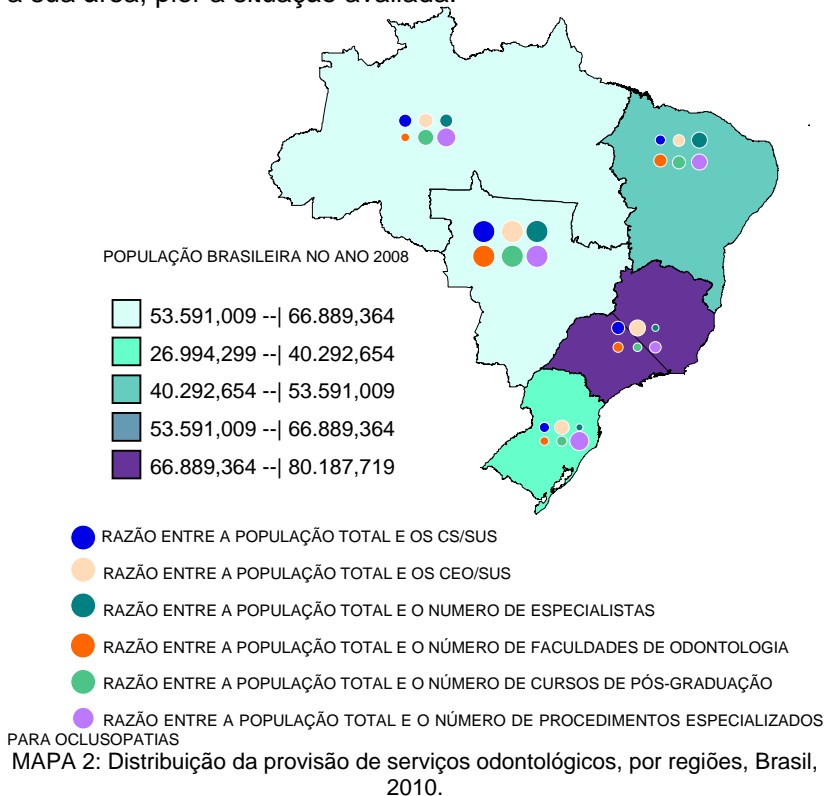 a sua área, pior a situação avaliada.
POPULAÇÃO BRASILEIRA NO ANO 2008
53.591,009 --| 66.889,364
26.994,299 --| 40.292,654
40.292,654 --| 53.591,009
53.591,009 --| 66.889,364
66.889,364 --| 80.187,719
RAZÃO ENTRE A POPULAÇÃO TOTAL E OS CS/SUS
RAZÃO ENTRE A POPULAÇÃO TOTAL E OS CEO/SUS
RAZÃO ENTRE A POPULAÇÃO TOTAL E O NUMERO DE ESPECIALISTAS
RAZÃO ENTRE A POPULAÇÃO TOTAL E O NÚMERO DE FACULDADES DE ODONTOLOGIA
RAZÃO ENTRE A POPULAÇÃO TOTAL E O NÚMERO DE CURSOS DE PÓS-GRADUAÇÃO
RAZÃO ENTRE A POPULAÇÃO TOTAL E O NÚMERO DE PROCEDIMENTOS ESPECIALIZADOS
PARA OCLUSOPATIAS
MAPA 2: Distribuição da provisão de serviços odontológicos, por regiões, Brasil,
2010.